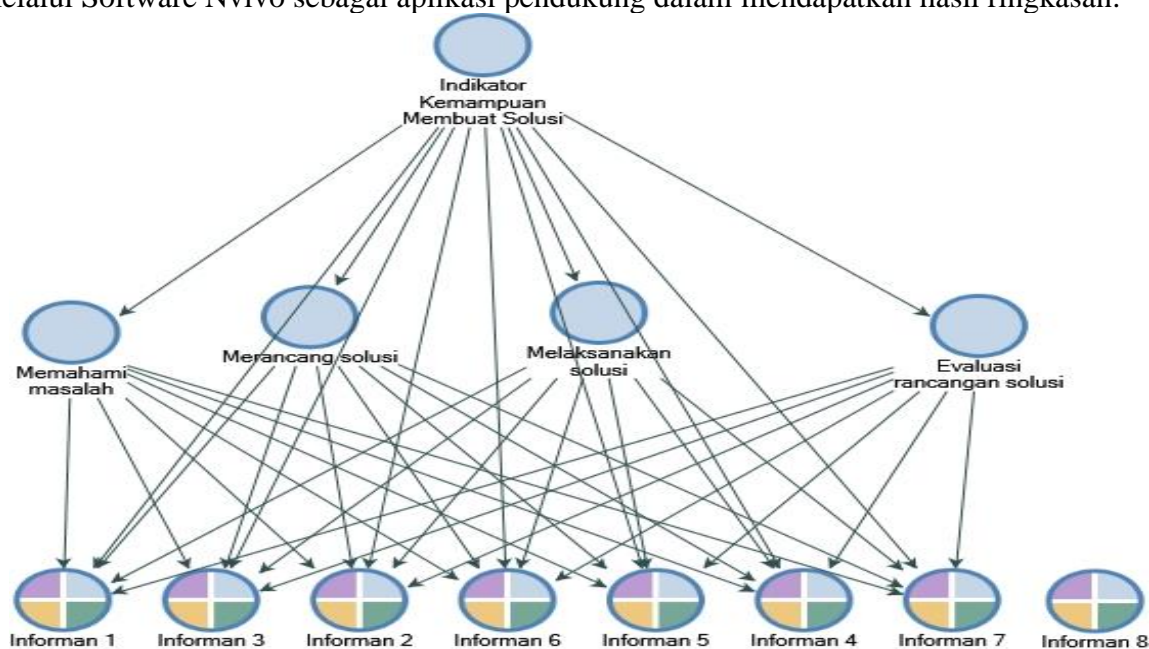 melalui Software Nvivo sebagai aplikasi pendukung dalam mendapatkan hasil ringkasan.
Indikator
Kemampuan
Membuat Solusi
Memahami
masalah
Merancang solusi
Melaksanakan
solusi
Evaluasi
rancangan solusi
Informan 1
Informan 3
Informan 2
Informan 6
Informan 5
Informan 4
Informan 7
Informan 8